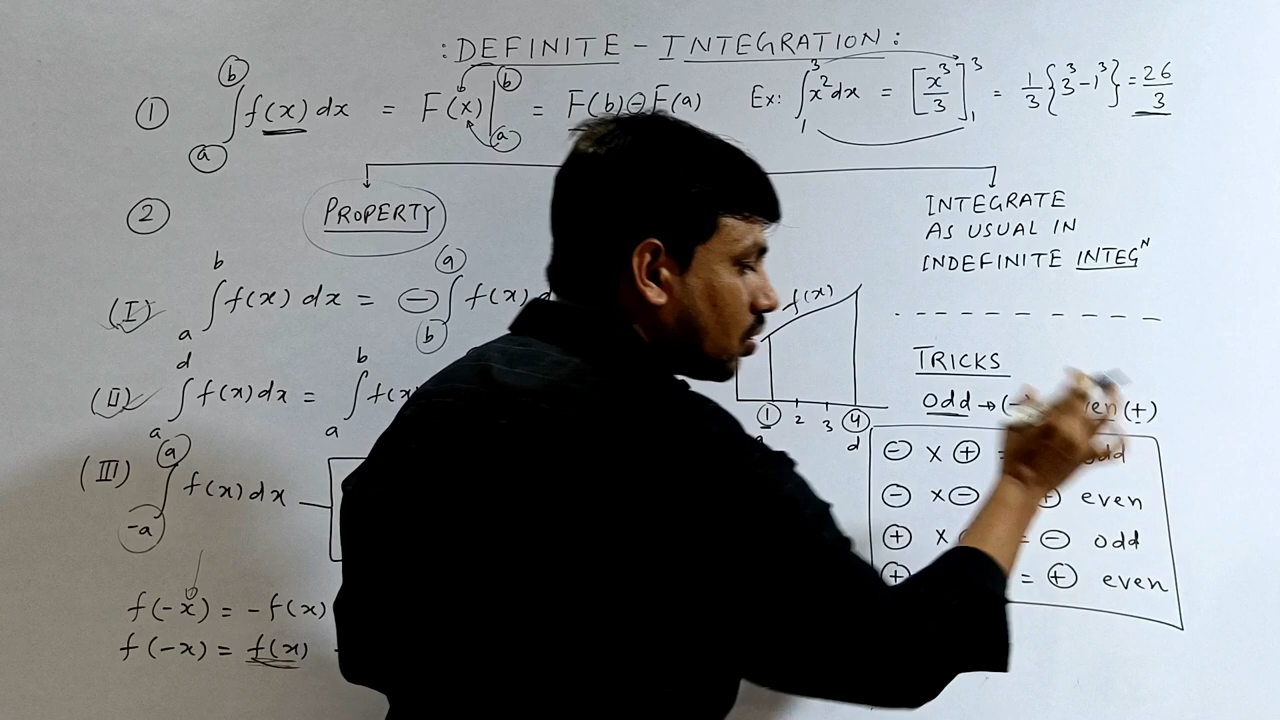 : DEFINITE - INTEGRATION :
① ∫ₐᵇ f(x) dx = F(x) |ₐᵇ = F(b) ⊖ F(a) Ex: ∫₁³ x² dx = [x³/3]₁³ = 1/3 {3³ - 1³} = 26/3
② PROPERTY
INTEGRATE
AS USUAL IN
INDEFINITE INTEGᴺ
(I) ∫ₐᵇ f(x) dx = ⊖ ∫_b^a f(x)
f(x)
1 2 3 4
d
(II) ∫ₐᵈ f(x) dx = ∫ₐᵇ
(III) ∫₋ₐᵃ f(x) dx
f(-x) = -f(x)
f(-x) = f(x)
TRICKS
Odd → (-) (+)
⊖ × ⊕ = odd
⊖ × ⊖ ⊕ even
⊕ × = ⊖ odd
⊕ = ⊕ even